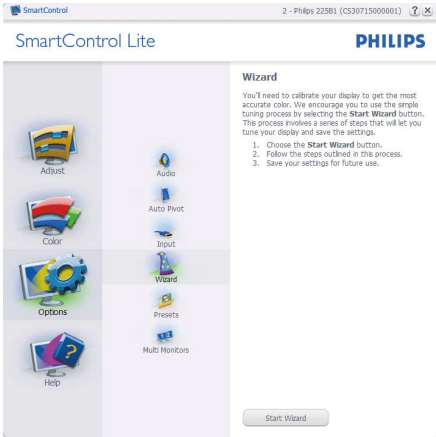 SmartControl
2 - Philips 225B1 (CS30715000001)
?
X
SmartControl Lite
PHILIPS
Adjust
Color
Options
Help
Audio
Auto Pivot
Input
Wizard
Presets
Multi Monitors
Wizard
You'll need to calibrate your display to get the most
accurate color. We encourage you to use the simple
tuning process by selecting the Start Wizard button.
This process involves a series of steps that will let you
tune your display and save the settings.
1. Choose the Start Wizard button.
2. Follow the steps outlined in this process.
3. Save your settings for future use.
Start Wizard